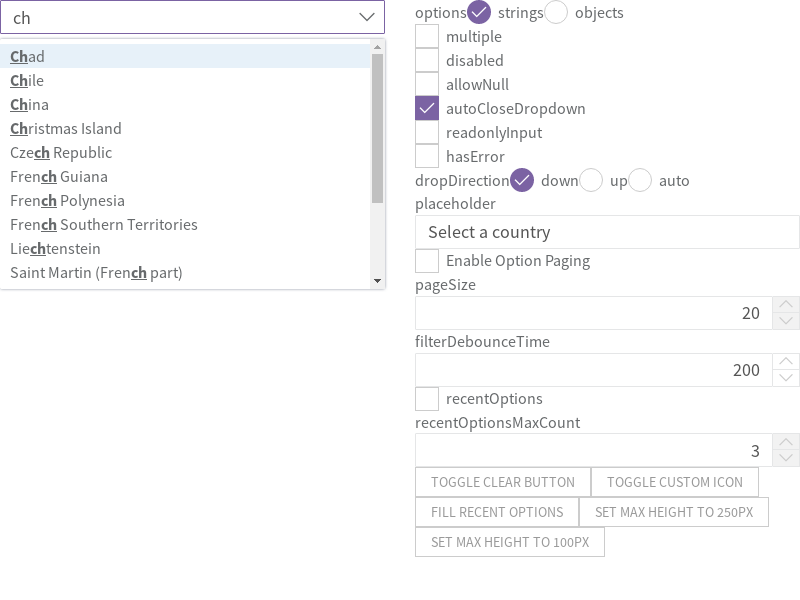 ch
Chad
Chile
China
Christmas Island
Czech Republic
French Guiana
French Polynesia
French Southern Territories
Liechtenstein
Saint Martin (French part)
options strings objects
multiple
disabled
allowNull
autoCloseDropdown
readonlyInput
hasError
dropDirection down up auto
placeholder
Select a country
Enable Option Paging
pageSize
20
filterDebounceTime
200
recentOptions
recentOptionsMaxCount
3
TOGGLE CLEAR BUTTON TOGGLE CUSTOM ICON
FILL RECENT OPTIONS SET MAX HEIGHT TO 250PX
SET MAX HEIGHT TO 100PX